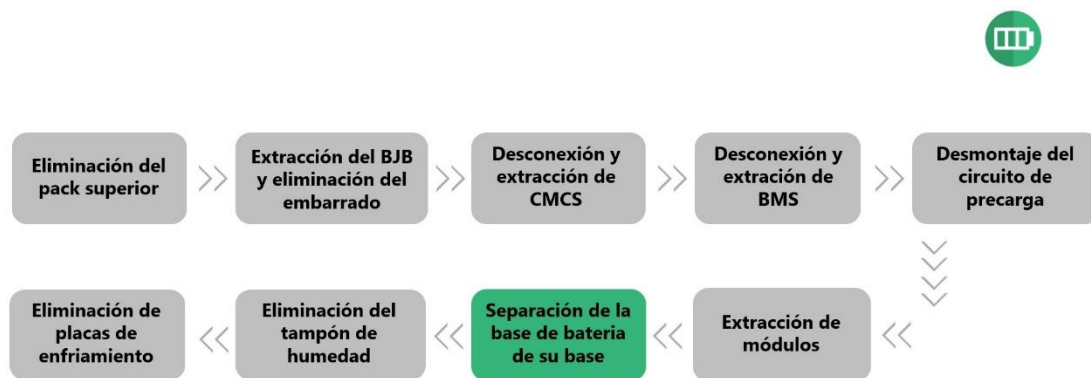 Eliminación del
pack superior
Extracción del BJB
y eliminación del
embarrado
Desconexión y
extracción de
CMCS
Desconexión y
extración de
BMS
Desmontaje del
circuito de
precarga
Extracción de
módulos
Separación de la
base de bateria
de su base
Eliminación del
tampón de
humedad
Eliminación de
placas de
enfriamiento